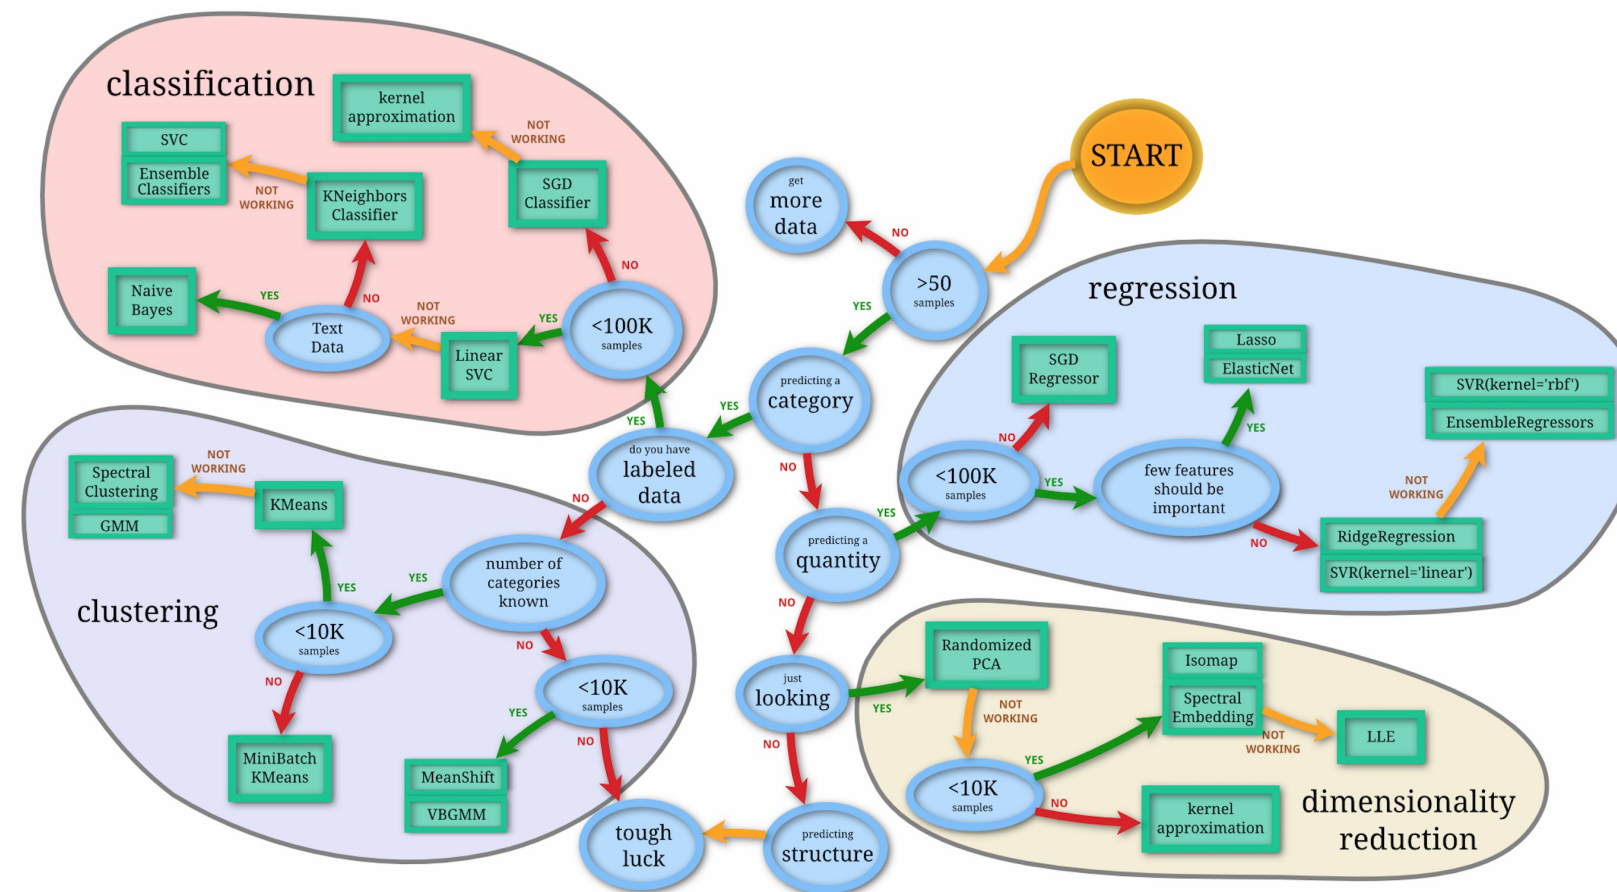 classification
kernel
approximation
NOT
WORKING
SVC
Ensemble
Classifiers
NOT
WORKING
KNeighbors
Classifier
SGD
Classifier
NO
Naive
Bayes
YES
NO
Text
Data
NOT
WORKING
Linear
SVC
YES
<100K
samples
START
get
more
data
NO
>50
samples
YES
predicting a
category
YES
YES
do you have
labeled
data
NO
NO
predicting a
quantity
YES
NO
just
looking
YES
NO
predicting
structure
tough
luck
regression
SGD
Regressor
Lasso
ElasticNet
SVR(kernel='rbf')
EnsembleRegressors
NO
YES
<100K
samples
YES
few features
should be
important
NOT
WORKING
NO
RidgeRegression
SVR(kernel='linear')
clustering
Spectral
Clustering
GMM
NOT
WORKING
KMeans
YES
YES
number of
categories
known
<10K
samples
NO
NO
<10K
samples
MiniBatch
KMeans
YES
NO
MeanShift
VBGMM
Randomized
PCA
NOT
WORKING
Isomap
Spectral
Embedding
NOT
WORKING
LLE
YES
<10K
samples
NO
kernel
approximation
dimensionality
reduction